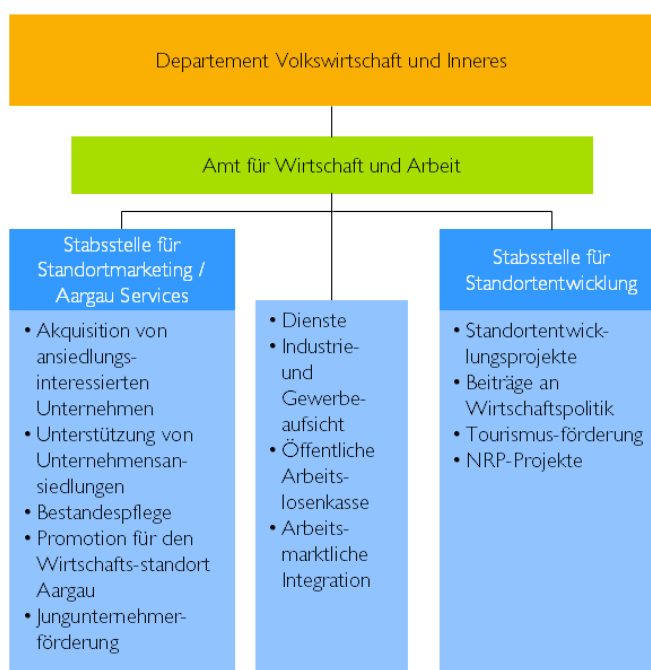 Departement Volkswirtschaft und Inneres
Amt für Wirtschaft und Arbeit
Stabsstelle für
Standortmarketing /
Aargau Services
• Akquisition von
ansiedlungs-
interessierten
Unternehmen
• Unterstützung von
Unternehmensan-
siedlungen
• Bestandespflege
• Promotion für den
Wirtschafts-standort
Aargau
• Jungunternehmer-
förderung
• Dienste
• Industrie-
und
Gewerbe-
aufsicht
• Öffentliche
Arbeits-
losenkasse
• Arbeits-
marktliche
Integration
Stabsstelle für
Standortentwicklung
• Standortentwick-
lungsprojekte
• Beiträge an
Wirtschaftspolitik
• Tourismus-förderung
• NRP-Projekte